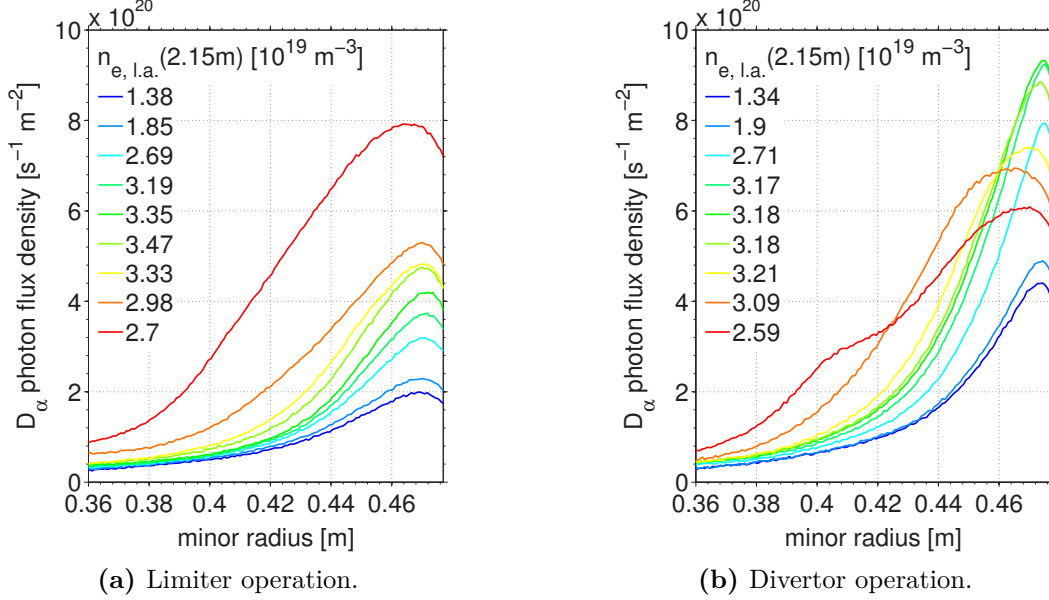 x 10^20
10
8
6
4
2
0
D_α photon flux density [s^−1 m^−2]
n_e, l.a.(2.15m) [10^19 m^−3]
1.38
1.85
2.69
3.19
3.35
3.47
3.33
2.98
2.7
0.36 0.38 0.4 0.42 0.44 0.46
minor radius [m]
(a) Limiter operation.
x 10^20
10
8
6
4
2
0
D_α photon flux density [s^−1 m^−2]
n_e, l.a.(2.15m) [10^19 m^−3]
1.34
1.9
2.71
3.17
3.18
3.18
3.21
3.09
2.59
0.36 0.38 0.4 0.42 0.44 0.46
minor radius [m]
(b) Divertor operation.